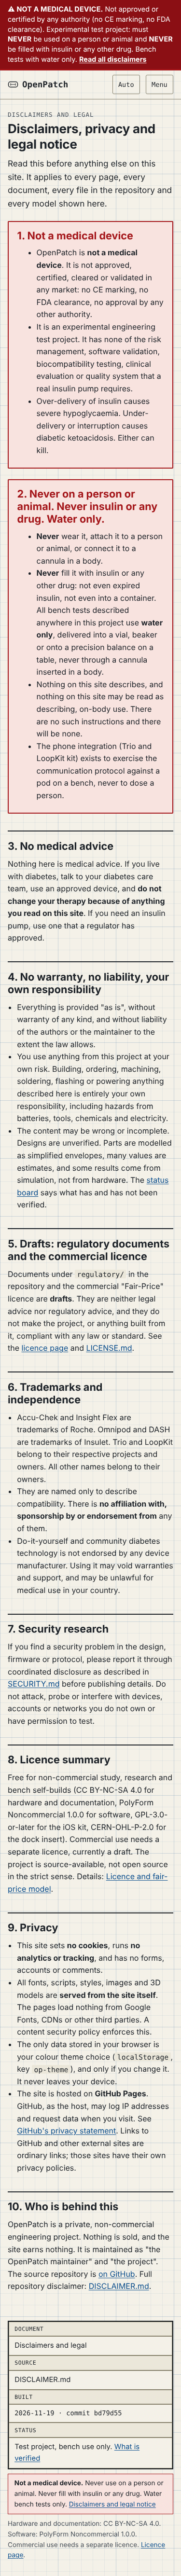 ⚠ NOT A MEDICAL DEVICE. Not approved or
certified by any authority (no CE marking, no FDA
clearance). Experimental test project: must
NEVER be used on a person or animal and NEVER
be filled with insulin or any other drug. Bench
tests with water only. Read all disclaimers
OpenPatch
Auto
Menu
DISCLAIMERS AND LEGAL
Disclaimers, privacy and
legal notice
Read this before anything else on this
site. It applies to every page, every
document, every file in the repository and
every model shown here.
1. Not a medical device
• OpenPatch is not a medical
device. It is not approved,
certified, cleared or validated in
any market: no CE marking, no
FDA clearance, no approval by any
other authority.
• It is an experimental engineering
test project. It has none of the risk
management, software validation,
biocompatibility testing, clinical
evaluation or quality system that a
real insulin pump requires.
• Over-delivery of insulin causes
severe hypoglycaemia. Under-
delivery or interruption causes
diabetic ketoacidosis. Either can
kill.
2. Never on a person or
animal. Never insulin or any
drug. Water only.
• Never wear it, attach it to a person
or animal, or connect it to a
cannula in a body.
• Never fill it with insulin or any
other drug: not even expired
insulin, not even into a container.
All bench tests described
anywhere in this project use water
only, delivered into a vial, beaker
or onto a precision balance on a
table, never through a cannula
inserted in a body.
• Nothing on this site describes, and
nothing on this site may be read as
describing, on-body use. There
are no such instructions and there
will be none.
• The phone integration (Trio and
LoopKit kit) exists to exercise the
communication protocol against a
pod on a bench, never to dose a
person.
3. No medical advice
Nothing here is medical advice. If you live
with diabetes, talk to your diabetes care
team, use an approved device, and do not
change your therapy because of anything
you read on this site. If you need an insulin
pump, use one that a regulator has
approved.
4. No warranty, no liability, your
own responsibility
• Everything is provided "as is", without
warranty of any kind, and without liability
of the authors or the maintainer to the
extent the law allows.
• You use anything from this project at your
own risk. Building, ordering, machining,
soldering, flashing or powering anything
described here is entirely your own
responsibility, including hazards from
batteries, tools, chemicals and electricity.
• The content may be wrong or incomplete.
Designs are unverified. Parts are modelled
as simplified envelopes, many values are
estimates, and some results come from
simulation, not from hardware. The status
board says what has and has not been
verified.
5. Drafts: regulatory documents
and the commercial licence
Documents under regulatory/ in the
repository and the commercial "Fair-Price"
licence are drafts. They are neither legal
advice nor regulatory advice, and they do
not make the project, or anything built from
it, compliant with any law or standard. See
the licence page and LICENSE.md.
6. Trademarks and
independence
• Accu-Chek and Insight Flex are
trademarks of Roche. Omnipod and DASH
are trademarks of Insulet. Trio and LoopKit
belong to their respective projects and
owners. All other names belong to their
owners.
• They are named only to describe
compatibility. There is no affiliation with,
sponsorship by or endorsement from any
of them.
• Do-it-yourself and community diabetes
technology is not endorsed by any device
manufacturer. Using it may void warranties
and support, and may be unlawful for
medical use in your country.
7. Security research
If you find a security problem in the design,
firmware or protocol, please report it through
coordinated disclosure as described in
SECURITY.md before publishing details. Do
not attack, probe or interfere with devices,
accounts or networks you do not own or
have permission to test.
8. Licence summary
Free for non-commercial study, research and
bench self-builds (CC BY-NC-SA 4.0 for
hardware and documentation, PolyForm
Noncommercial 1.0.0 for software, GPL-3.0-
or-later for the iOS kit, CERN-OHL-P-2.0 for
the dock insert). Commercial use needs a
separate licence, currently a draft. The
project is source-available, not open source
in the strict sense. Details: Licence and fair-
price model.
9. Privacy
• This site sets no cookies, runs no
analytics or tracking, and has no forms,
accounts or comments.
• All fonts, scripts, styles, images and 3D
models are served from the site itself.
The pages load nothing from Google
Fonts, CDNs or other third parties. A
content security policy enforces this.
• The only data stored in your browser is
your colour theme choice (localStorage,
key op-theme), and only if you change it.
It never leaves your device.
• The site is hosted on GitHub Pages.
GitHub, as the host, may log IP addresses
and request data when you visit. See
GitHub's privacy statement. Links to
GitHub and other external sites are
ordinary links; those sites have their own
privacy policies.
10. Who is behind this
OpenPatch is a private, non-commercial
engineering project. Nothing is sold, and the
site earns nothing. It is maintained as "the
OpenPatch maintainer" and "the project".
The source repository is on GitHub. Full
repository disclaimer: DISCLAIMER.md.
DOCUMENT
Disclaimers and legal
SOURCE
DISCLAIMER.md
BUILT
2026-11-19 · commit bd79d55
STATUS
Test project, bench use only. What is
verified
Not a medical device. Never use on a person or
animal. Never fill with insulin or any drug. Water
bench tests only. Disclaimers and legal notice
Hardware and documentation: CC BY-NC-SA 4.0.
Software: PolyForm Noncommercial 1.0.0.
Commercial use needs a separate licence. Licence
page.